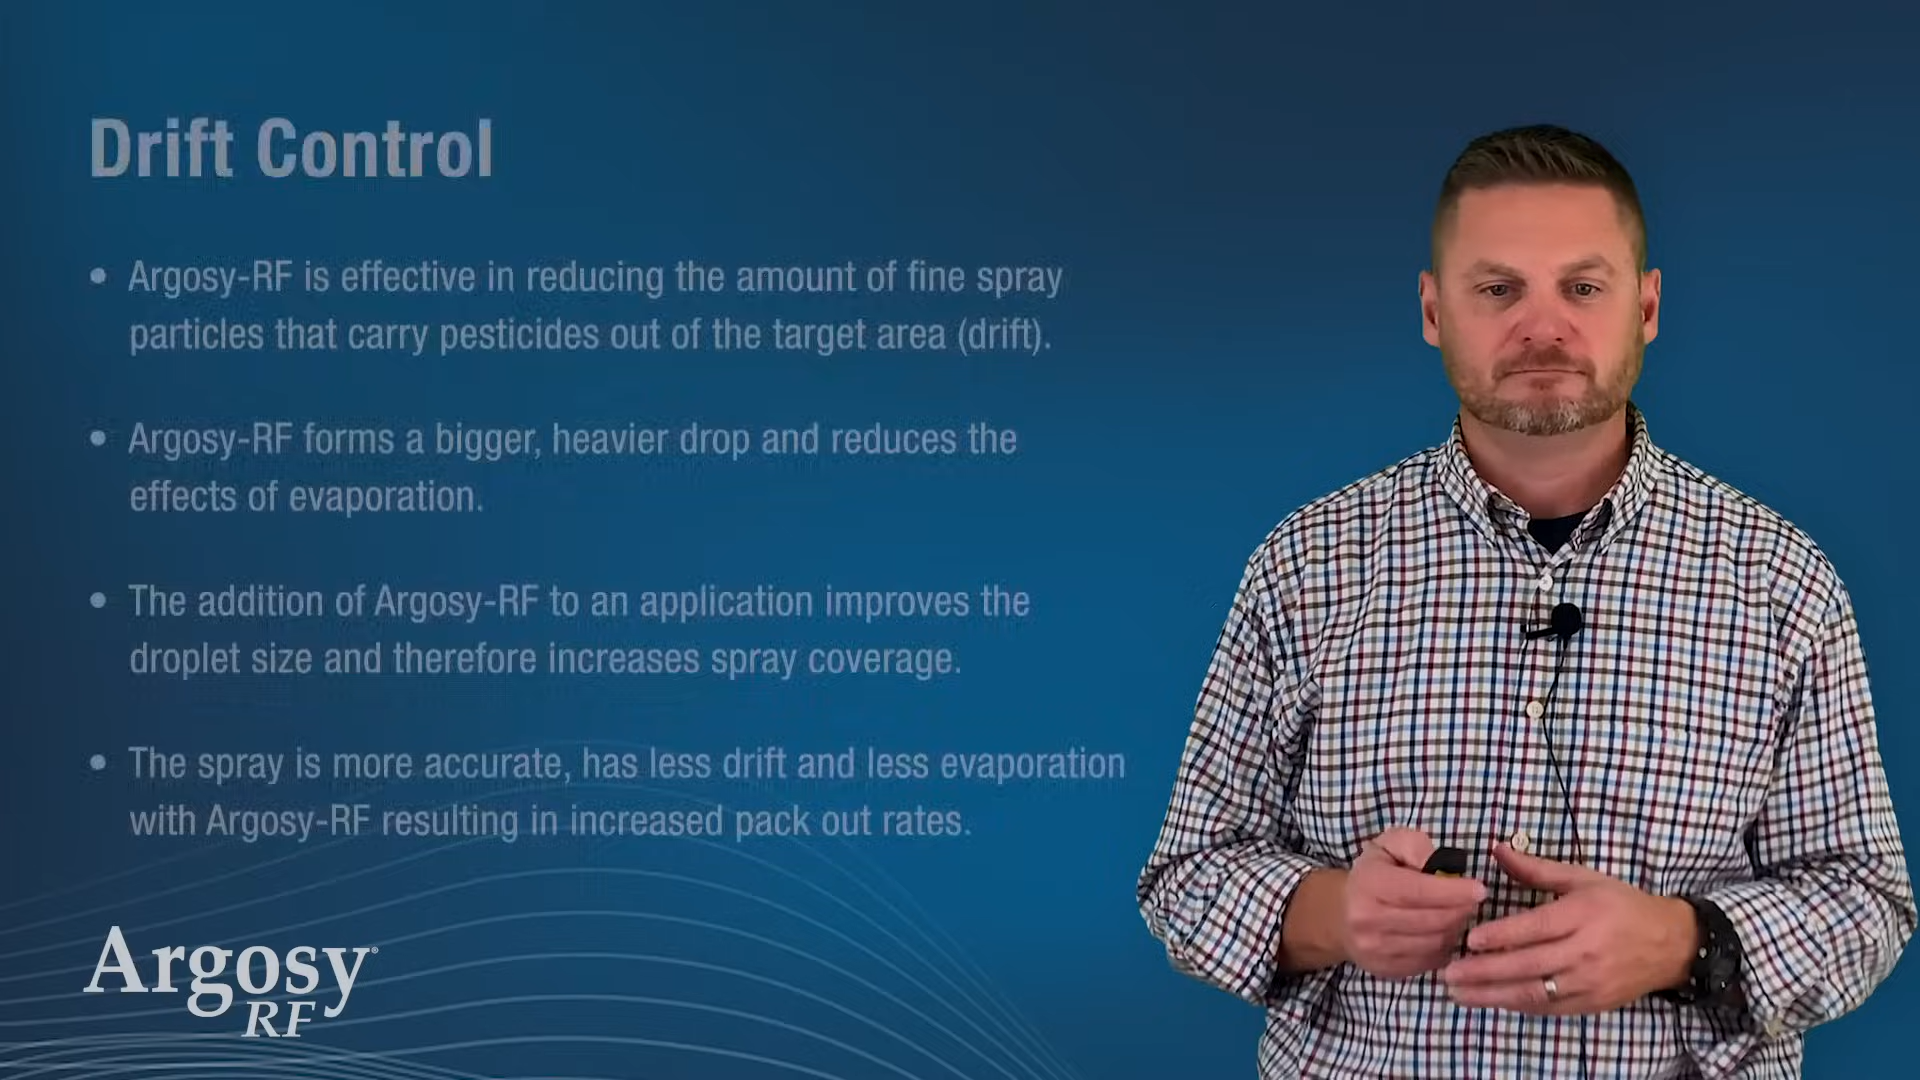 Drift Control
• Argosy-RF is effective in reducing the amount of fine spray
particles that carry pesticides out of the target area (drift).
• Argosy-RF forms a bigger, heavier drop and reduces the
effects of evaporation.
• The addition of Argosy-RF to an application improves the
droplet size and therefore increases spray coverage.
• The spray is more accurate, has less drift and less evaporation
with Argosy-RF resulting in increased pack out rates.
Argosy®
RF